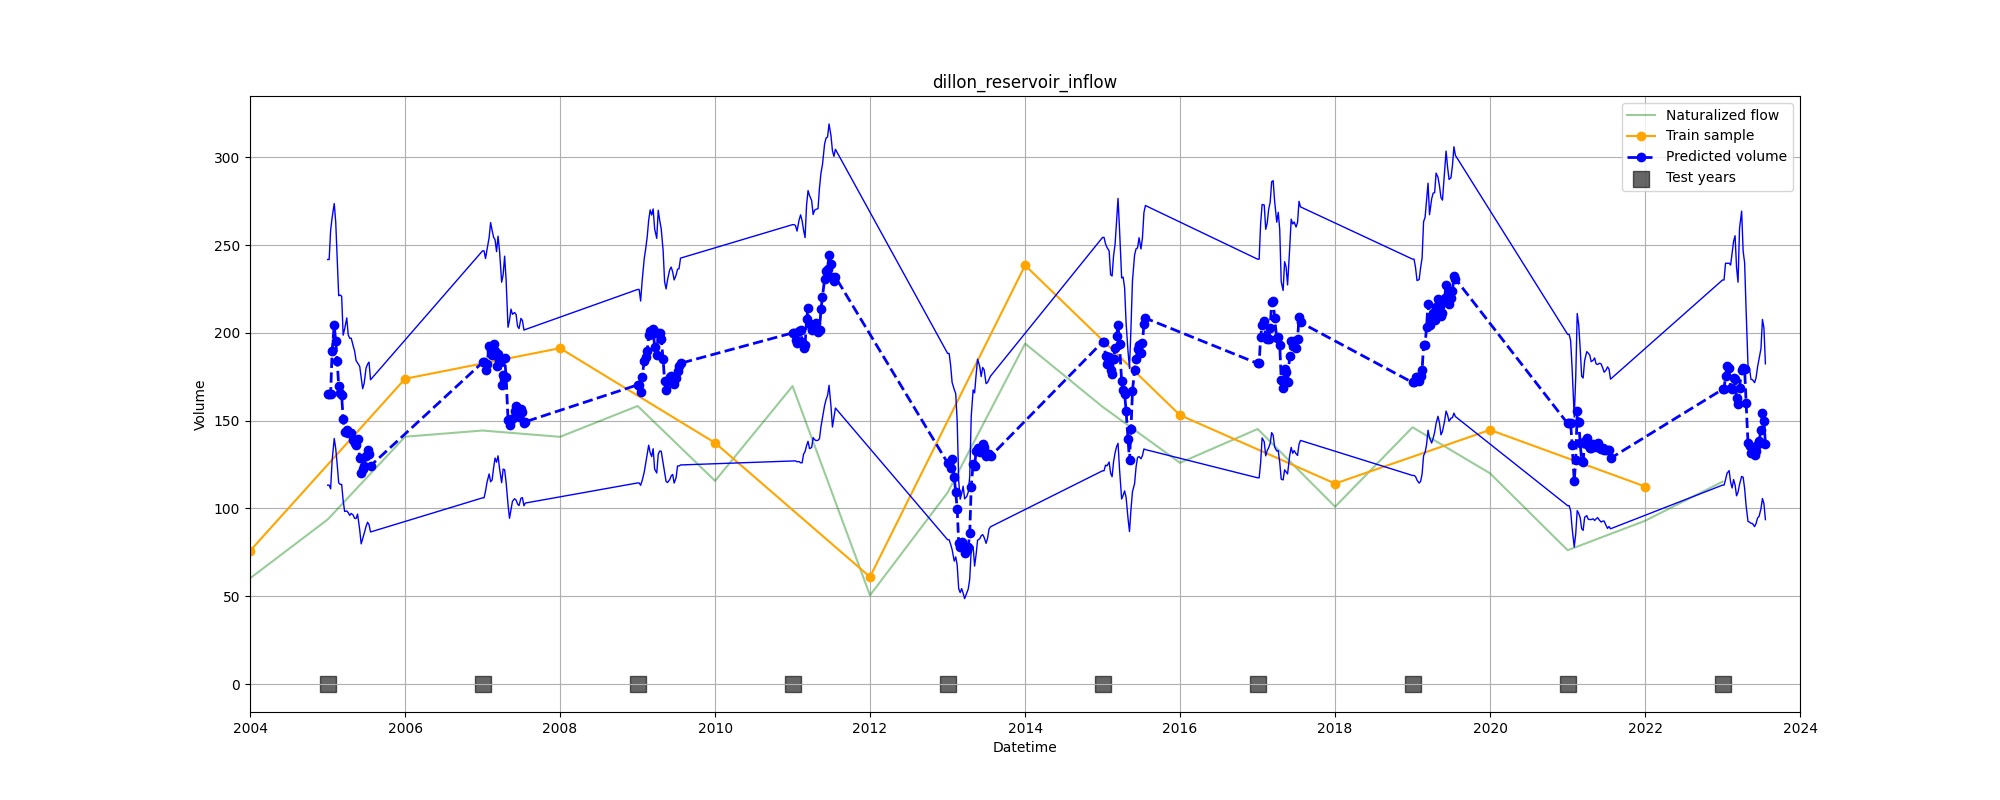 dillon_reservoir_inflow
Naturalized flow
Train sample
Predicted volume
Test years
Volume
300
250
200
150
100
50
0
2004 2006 2008 2010 2012 2014 2016 2018 2020 2022 2024
Datetime